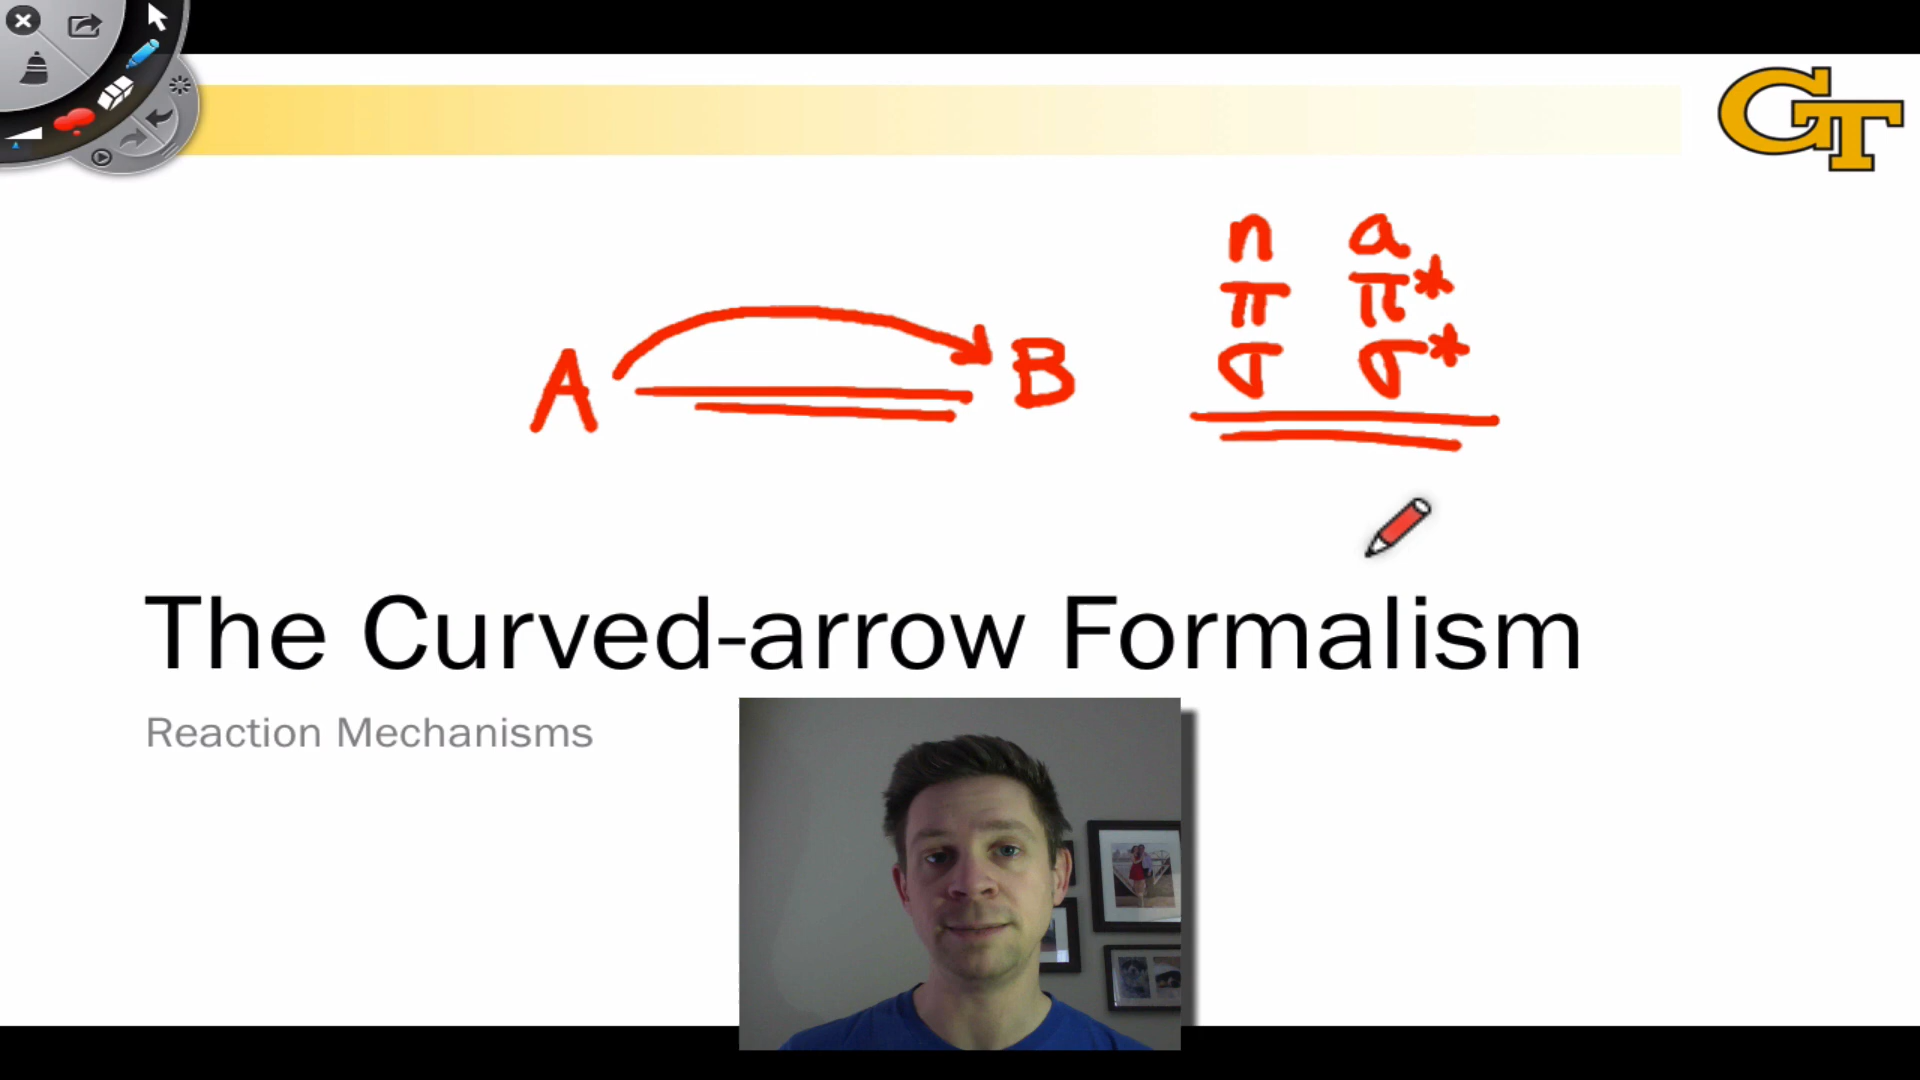 GT
n a
π π*
σ σ*
A B
The Curved-arrow Formalism
Reaction Mechanisms